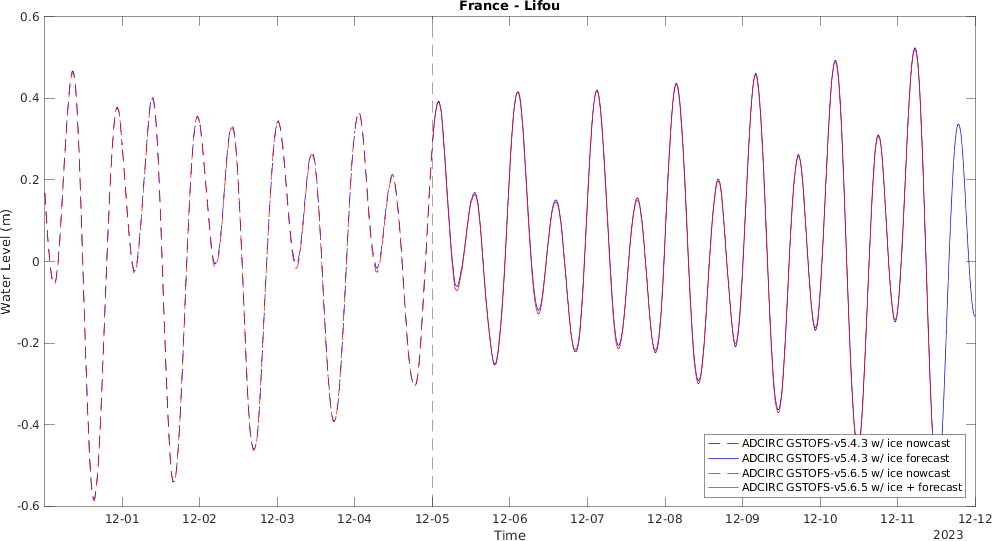 France - Lifou
0.6
0.4
0.2
0
-0.2
-0.4
-0.6
Water Level (m)
12-01
12-02
12-03
12-04
12-05
12-06
12-07
12-08
12-09
12-10
12-11
12-12
Time
2023
ADCIRC GSTOFS-v5.4.3 w/ ice nowcast
ADCIRC GSTOFS-v5.4.3 w/ ice forecast
ADCIRC GSTOFS-v5.6.5 w/ ice nowcast
ADCIRC GSTOFS-v5.6.5 w/ ice + forecast